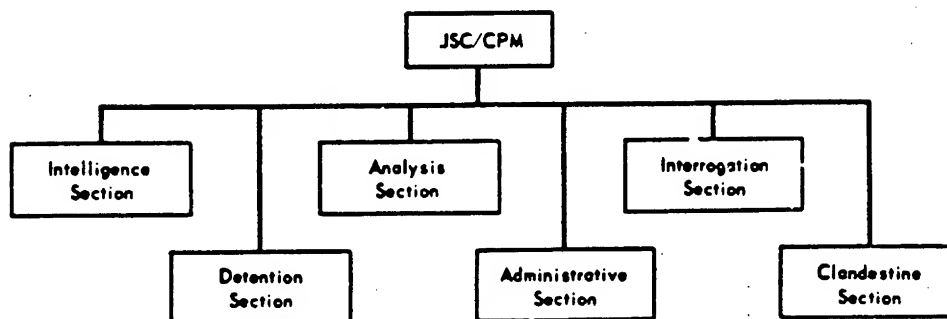 JSC/CPM
Intelligence
Section
Analysis
Section
Interrogation
Section
Detention
Section
Administrative
Section
Clandestine
Section